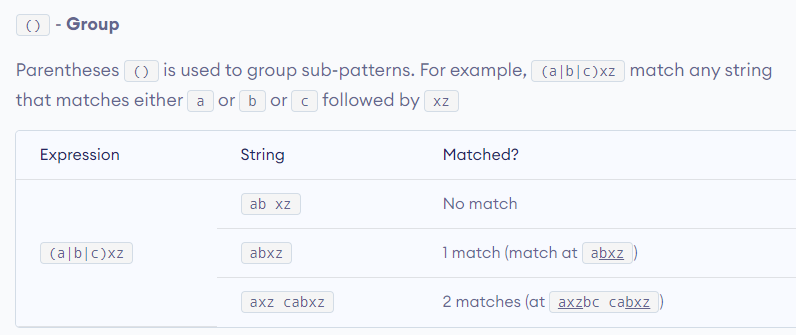 () - Group
Parentheses () is used to group sub-patterns. For example, (a|b|c)xz match any string
that matches either a or b or c followed by xz
Expression String Matched?
ab xz No match
(a|b|c)xz abxz 1 match (match at abxz)
axz cabxz 2 matches (at axzbc cabxz)